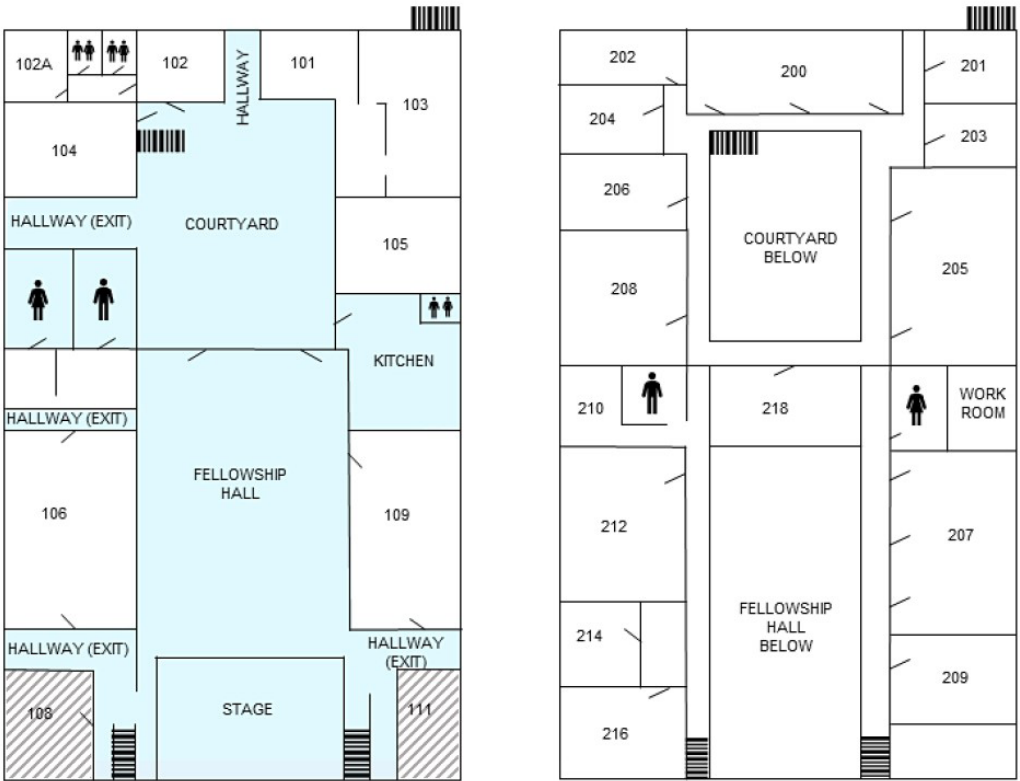 102A
102
HALLWAY
101
103
104
HALLWAY (EXIT)
COURTYARD
105
KITCHEN
HALLWAY (EXIT)
FELLOWSHIP
HALL
106
109
HALLWAY (EXIT)
HALLWAY
(EXIT)
108
STAGE
111
202
200
201
204
203
206
COURTYARD
BELOW
205
208
210
218
WORK
ROOM
212
207
FELLOWSHIP
HALL
BELOW
214
209
216